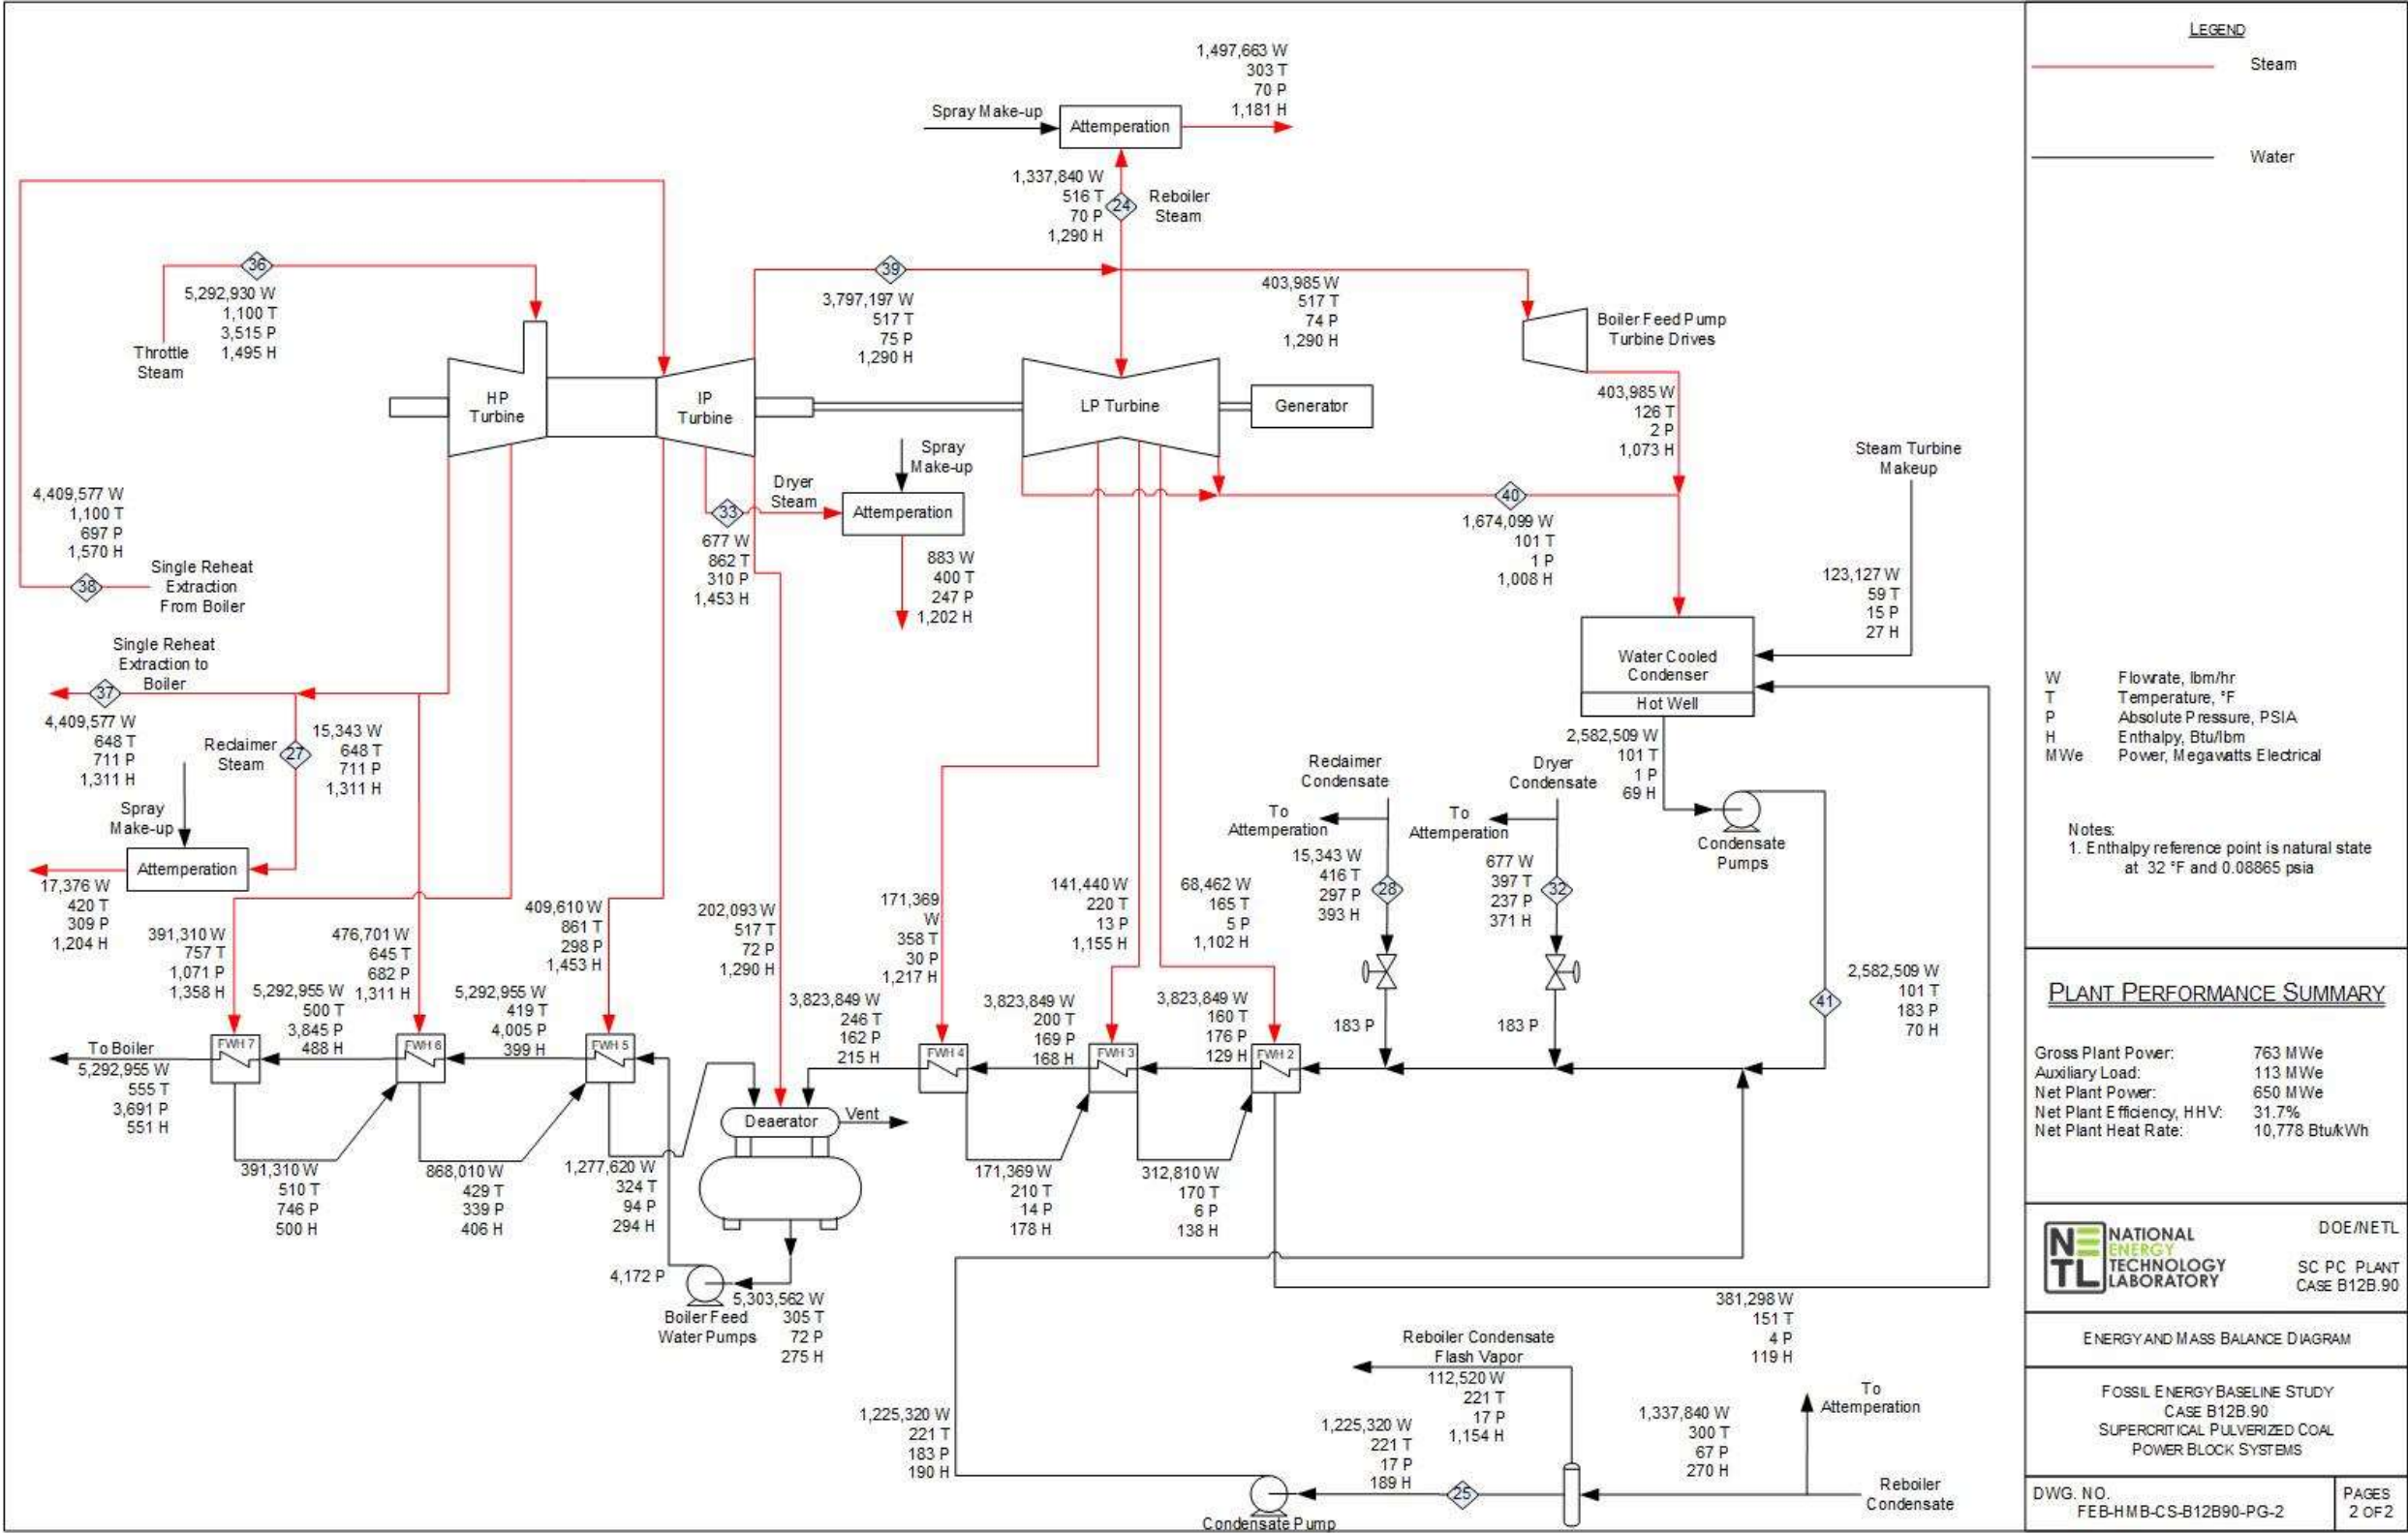 1,497,663 W
303 T
70 P
1,181 H
Spray Make-up
Attemperation
1,337,840 W
516 T
70 P
1,290 H
24
Reboiler
Steam
36
5,292,930 W
1,100 T
3,515 P
1,495 H
Throttle
Steam
39
3,797,197 W
517 T
75 P
1,290 H
403,985 W
517 T
74 P
1,290 H
Boiler Feed Pump
Turbine Drives
HP
Turbine
IP
Turbine
LP Turbine
Generator
403,985 W
126 T
2 P
1,073 H
Steam Turbine
Makeup
4,409,577 W
1,100 T
697 P
1,570 H
38
Single Reheat
Extraction
From Boiler
Spray
Make-up
Dryer
Steam
33
Attemperation
677 W
862 T
310 P
1,453 H
883 W
400 T
247 P
1,202 H
40
1,674,099 W
101 T
1 P
1,008 H
123,127 W
59 T
15 P
27 H
Single Reheat
Extraction to
Boiler
37
4,409,577 W
648 T
711 P
1,311 H
Reclaimer
Steam
27
15,343 W
648 T
711 P
1,311 H
Spray
Make-up
Attemperation
17,376 W
420 T
309 P
1,204 H
Water Cooled
Condenser
Hot Well
2,582,509 W
101 T
1 P
69 H
Condensate
Pumps
Reclaimer
Condensate
To
Attemperation
15,343 W
416 T
297 P
393 H
28
Dryer
Condensate
To
Attemperation
677 W
397 T
237 P
371 H
32
391,310 W
757 T
1,071 P
1,358 H
476,701 W
645 T
682 P
1,311 H
409,610 W
861 T
298 P
1,453 H
202,093 W
517 T
72 P
1,290 H
171,369
W
358 T
30 P
1,217 H
141,440 W
220 T
13 P
1,155 H
68,462 W
165 T
5 P
1,102 H
2,582,509 W
101 T
183 P
70 H
41
5,292,955 W
500 T
3,845 P
488 H
5,292,955 W
419 T
4,005 P
399 H
3,823,849 W
246 T
162 P
215 H
3,823,849 W
200 T
169 P
168 H
3,823,849 W
160 T
176 P
129 H
183 P
183 P
To Boiler
5,292,955 W
555 T
3,691 P
551 H
FWH 7
FWH 6
FWH 5
FWH 4
FWH 3
FWH 2
Deaerator
Vent
391,310 W
510 T
746 P
500 H
868,010 W
429 T
339 P
406 H
1,277,620 W
324 T
94 P
294 H
171,369 W
210 T
14 P
178 H
312,810 W
170 T
6 P
138 H
4,172 P
Boiler Feed
Water Pumps
5,303,562 W
305 T
72 P
275 H
381,298 W
151 T
4 P
119 H
Reboiler Condensate
Flash Vapor
112,520 W
221 T
17 P
1,154 H
1,225,320 W
221 T
183 P
190 H
1,225,320 W
221 T
17 P
189 H
25
Condensate Pump
1,337,840 W
300 T
67 P
270 H
To
Attemperation
Reboiler
Condensate
LEGEND
Steam
Water
W Flowrate, lbm/hr
T Temperature, °F
P Absolute Pressure, PSIA
H Enthalpy, Btu/lbm
MWe Power, Megawatts Electrical
Notes:
1. Enthalpy reference point is natural state
at 32 °F and 0.08865 psia
PLANT PERFORMANCE SUMMARY
Gross Plant Power: 763 MWe
Auxiliary Load: 113 MWe
Net Plant Power: 650 MWe
Net Plant Efficiency, HHV: 31.7%
Net Plant Heat Rate: 10,778 Btu/kWh
NETL
NATIONAL
ENERGY
TECHNOLOGY
LABORATORY
DOE/NETL
SC PC PLANT
CASE B12B.90
ENERGY AND MASS BALANCE DIAGRAM
FOSSIL ENERGY BASELINE STUDY
CASE B12B.90
SUPERCRITICAL PULVERIZED COAL
POWER BLOCK SYSTEMS
DWG. NO.
FEB-HMB-CS-B12B90-PG-2
PAGES
2 OF 2